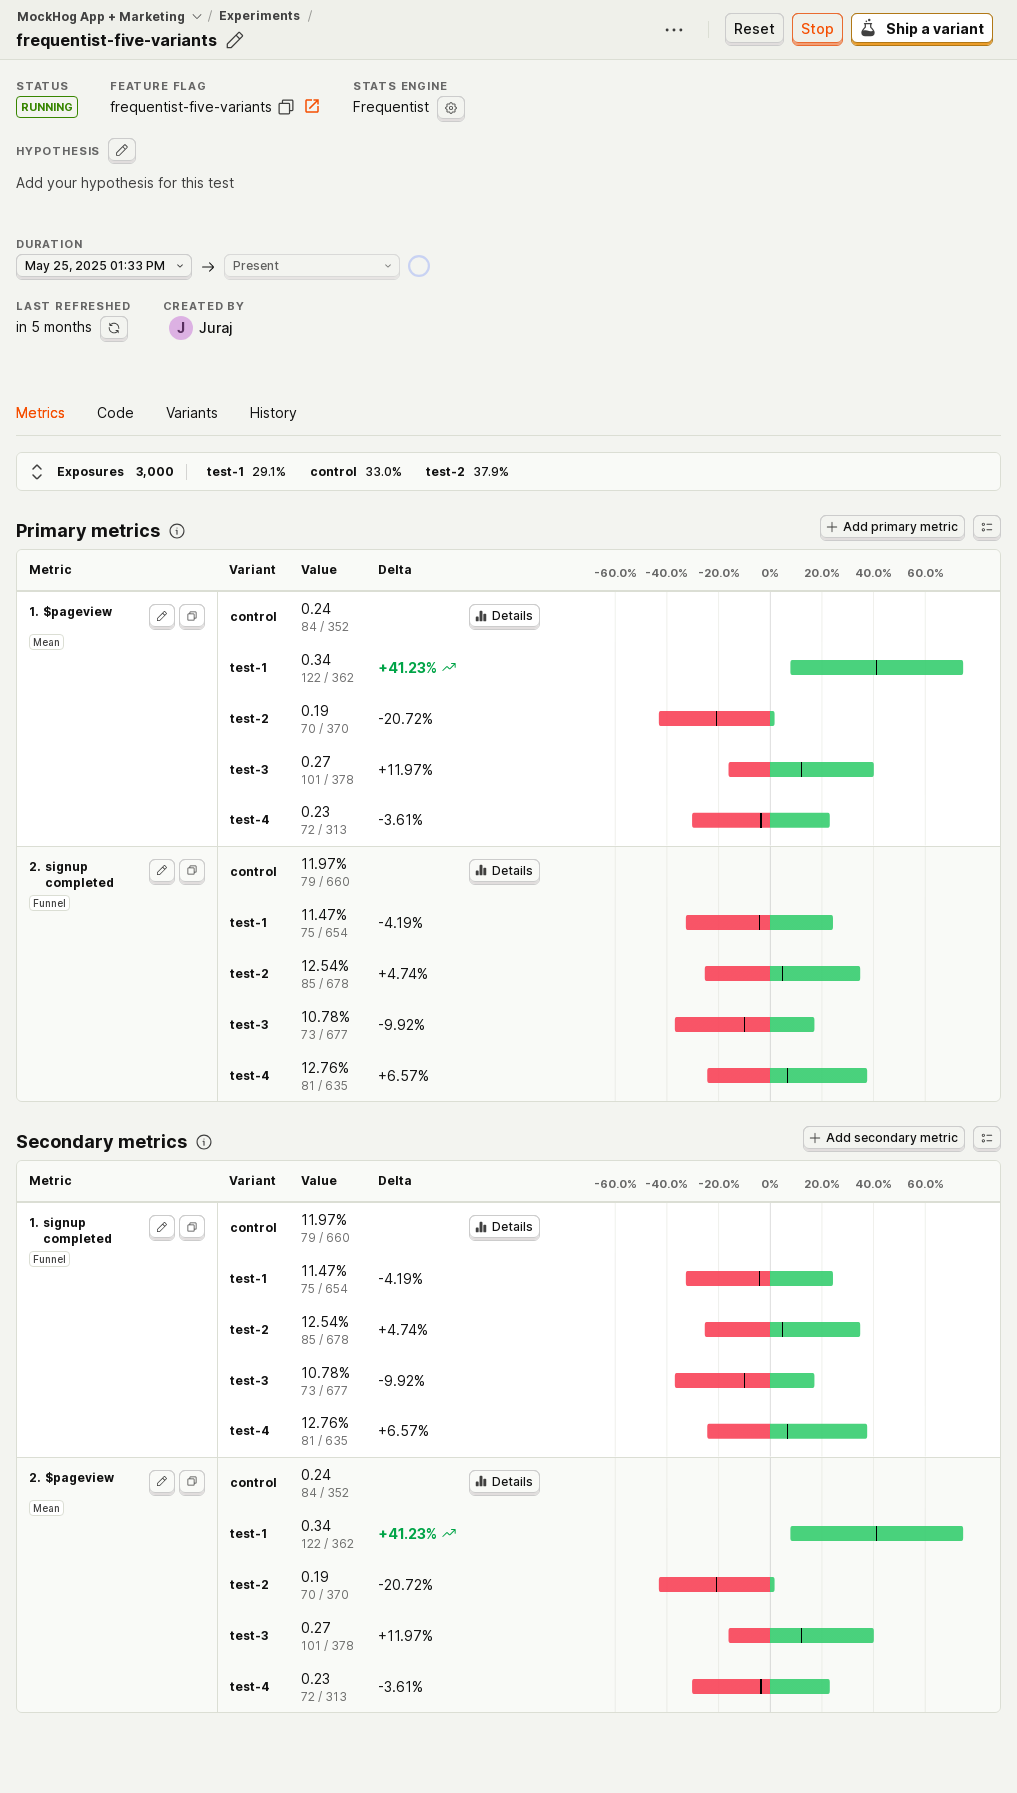 MockHog App + Marketing / Experiments /
frequentist-five-variants
Reset Stop Ship a variant
STATUS FEATURE FLAG STATS ENGINE
RUNNING frequentist-five-variants Frequentist
HYPOTHESIS
Add your hypothesis for this test
DURATION
May 25, 2025 01:33 PM → Present
LAST REFRESHED CREATED BY
in 5 months J Juraj
Metrics Code Variants History
Exposures 3,000 test-1 29.1% control 33.0% test-2 37.9%
Primary metrics Add primary metric
Metric Variant Value Delta -60.0% -40.0% -20.0% 0% 20.0% 40.0% 60.0%
1. $pageview control 0.24 Details
Mean 84 / 352
test-1 0.34 +41.23%
122 / 362
test-2 0.19 -20.72%
70 / 370
test-3 0.27 +11.97%
101 / 378
test-4 0.23 -3.61%
72 / 313
2. signup control 11.97% Details
completed 79 / 660
Funnel
test-1 11.47% -4.19%
75 / 654
test-2 12.54% +4.74%
85 / 678
test-3 10.78% -9.92%
73 / 677
test-4 12.76% +6.57%
81 / 635
Secondary metrics Add secondary metric
Metric Variant Value Delta -60.0% -40.0% -20.0% 0% 20.0% 40.0% 60.0%
1. signup control 11.97% Details
completed 79 / 660
Funnel
test-1 11.47% -4.19%
75 / 654
test-2 12.54% +4.74%
85 / 678
test-3 10.78% -9.92%
73 / 677
test-4 12.76% +6.57%
81 / 635
2. $pageview control 0.24 Details
Mean 84 / 352
test-1 0.34 +41.23%
122 / 362
test-2 0.19 -20.72%
70 / 370
test-3 0.27 +11.97%
101 / 378
test-4 0.23 -3.61%
72 / 313